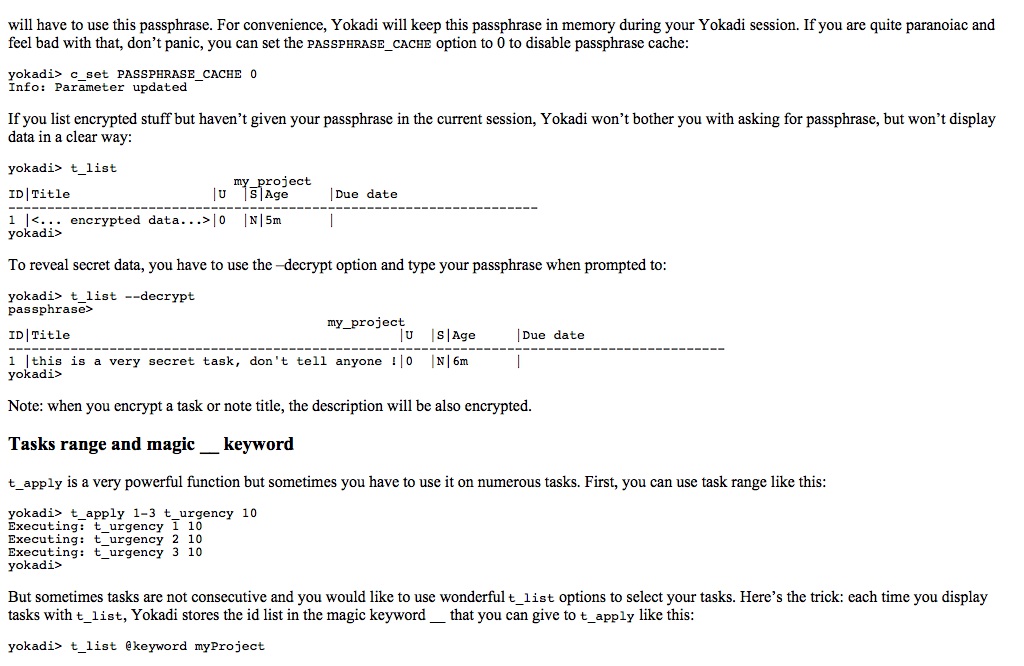 will have to use this passphrase. For convenience, Yokadi will keep this passphrase in memory during your Yokadi session. If you are quite paranoiac and
feel bad with that, don't panic, you can set the PASSPHRASE_CACHE option to 0 to disable passphrase cache:
yokadi> c_set PASSPHRASE_CACHE 0
Info: Parameter updated
If you list encrypted stuff but haven't given your passphrase in the current session, Yokadi won't bother you with asking for passphrase, but won't display
data in a clear way:
yokadi> t_list
my_project
ID|Title |U |S|Age |Due date
--------------------------------------------------------------------
1 |<... encrypted data...>|0 |N|5m |
yokadi>
To reveal secret data, you have to use the –decrypt option and type your passphrase when prompted to:
yokadi> t_list --decrypt
passphrase>
my_project
ID|Title |U |S|Age |Due date
--------------------------------------------------------------------------------------------
1 |this is a very secret task, don't tell anyone !|0 |N|6m |
yokadi>
Note: when you encrypt a task or note title, the description will be also encrypted.
Tasks range and magic __ keyword
t_apply is a very powerful function but sometimes you have to use it on numerous tasks. First, you can use task range like this:
yokadi> t_apply 1-3 t_urgency 10
Executing: t_urgency 1 10
Executing: t_urgency 2 10
Executing: t_urgency 3 10
yokadi>
But sometimes tasks are not consecutive and you would like to use wonderful t_list options to select your tasks. Here's the trick: each time you display
tasks with t_list, Yokadi stores the id list in the magic keyword __ that you can give to t_apply like this:
yokadi> t_list @keyword myProject